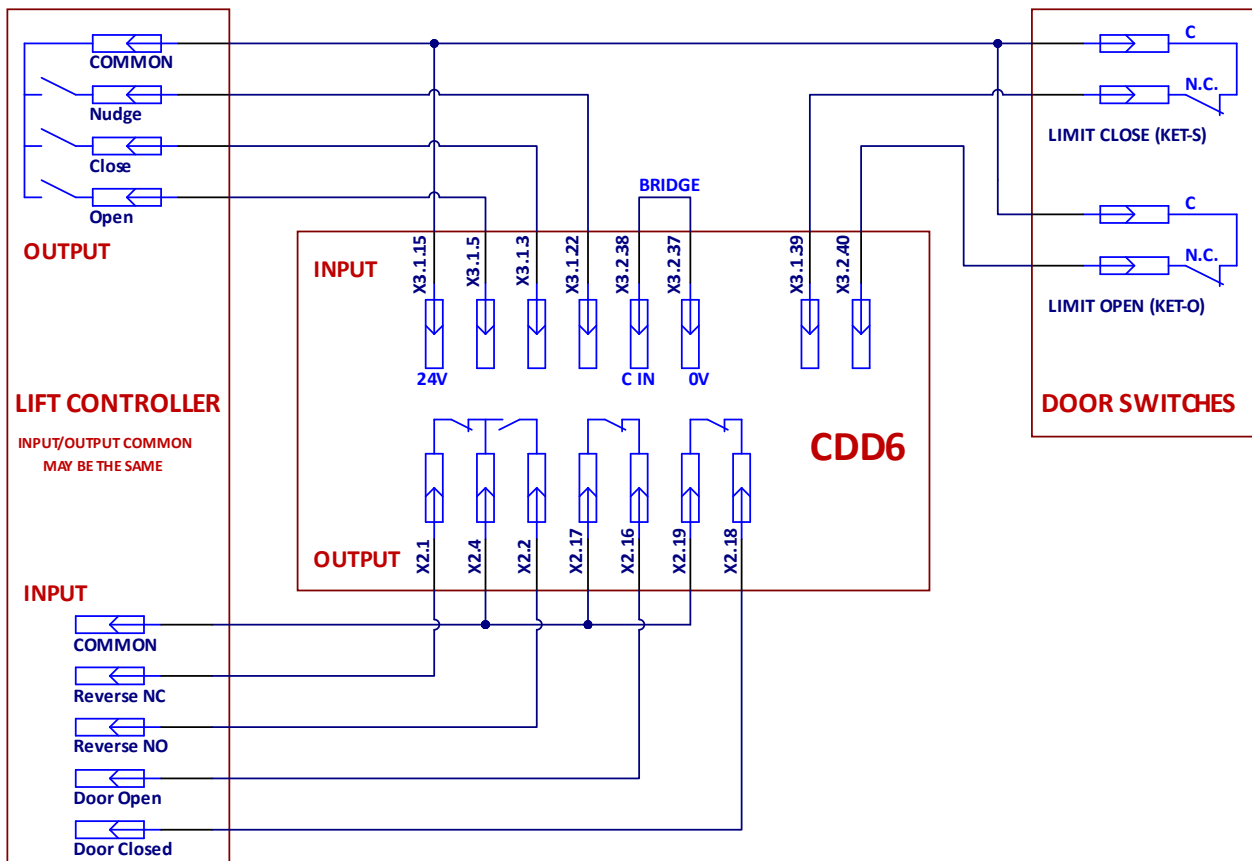 COMMON
Nudge
Close
Open
OUTPUT
LIFT CONTROLLER
INPUT/OUTPUT COMMON
MAY BE THE SAME
INPUT
COMMON
Reverse NC
Reverse NO
Door Open
Door Closed
BRIDGE
INPUT
X3.1.15
X3.1.5
X3.1.3
X3.1.22
X3.2.38
X3.2.37
X3.1.39
X3.2.40
24V
C IN
0V
CDD6
OUTPUT
X2.1
X2.4
X2.2
X2.17
X2.16
X2.19
X2.18
C
N.C.
LIMIT CLOSE (KET-S)
C
N.C.
LIMIT OPEN (KET-O)
DOOR SWITCHES